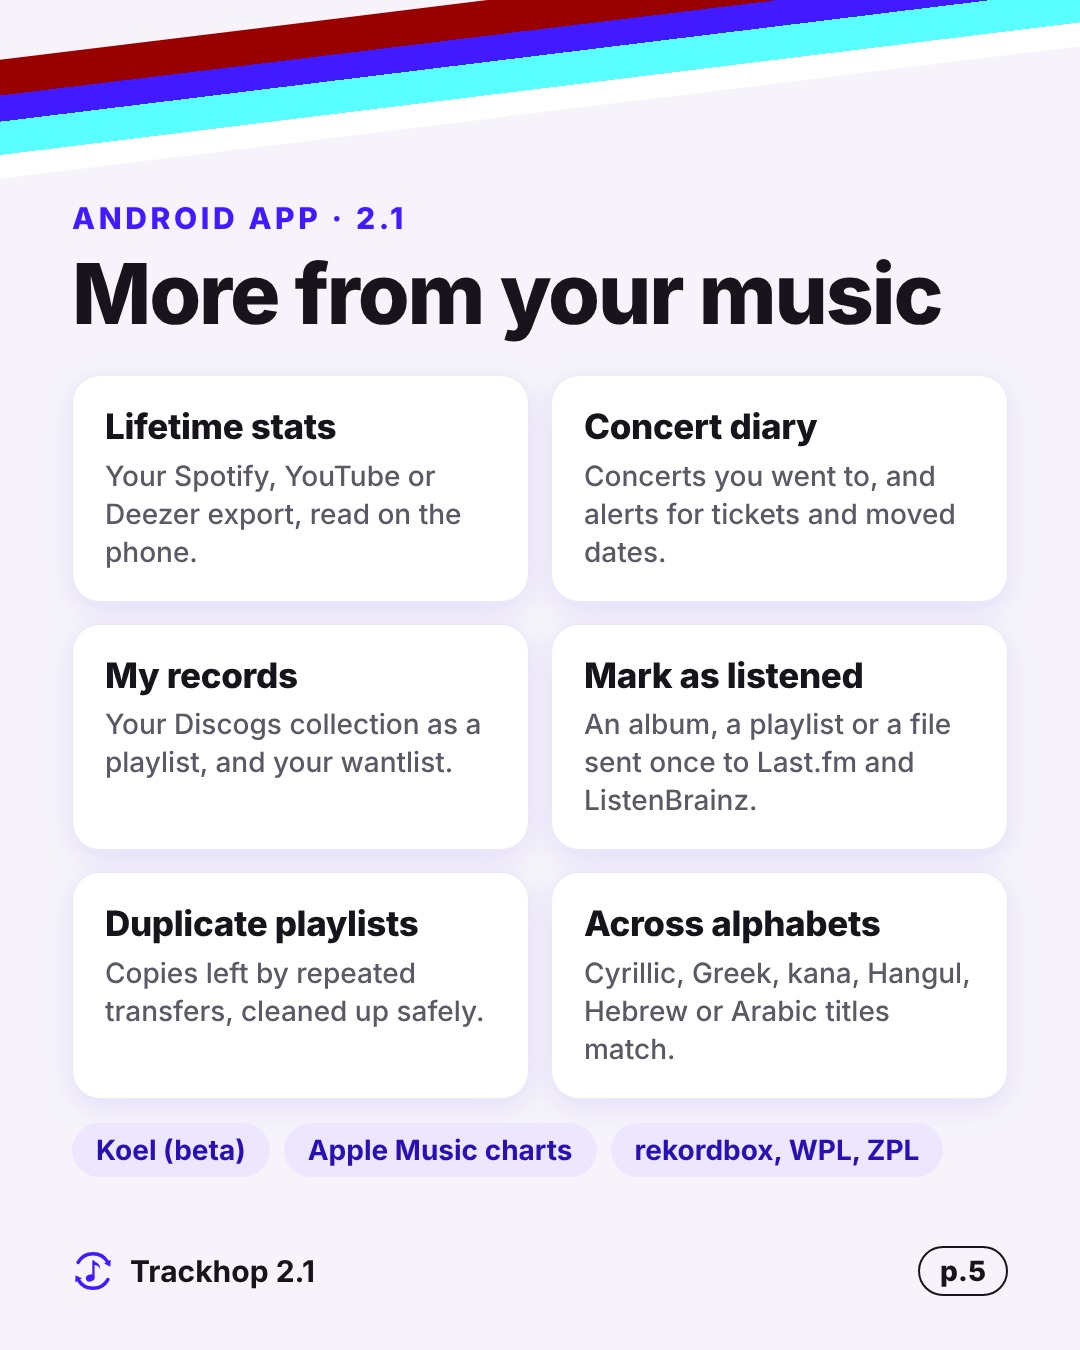 ANDROID APP · 2.1
More from your music
Lifetime stats
Your Spotify, YouTube or
Deezer export, read on the
phone.
Concert diary
Concerts you went to, and
alerts for tickets and moved
dates.
My records
Your Discogs collection as a
playlist, and your wantlist.
Mark as listened
An album, a playlist or a file
sent once to Last.fm and
ListenBrainz.
Duplicate playlists
Copies left by repeated
transfers, cleaned up safely.
Across alphabets
Cyrillic, Greek, kana, Hangul,
Hebrew or Arabic titles
match.
Koel (beta)
Apple Music charts
rekordbox, WPL, ZPL
Trackhop 2.1
p.5